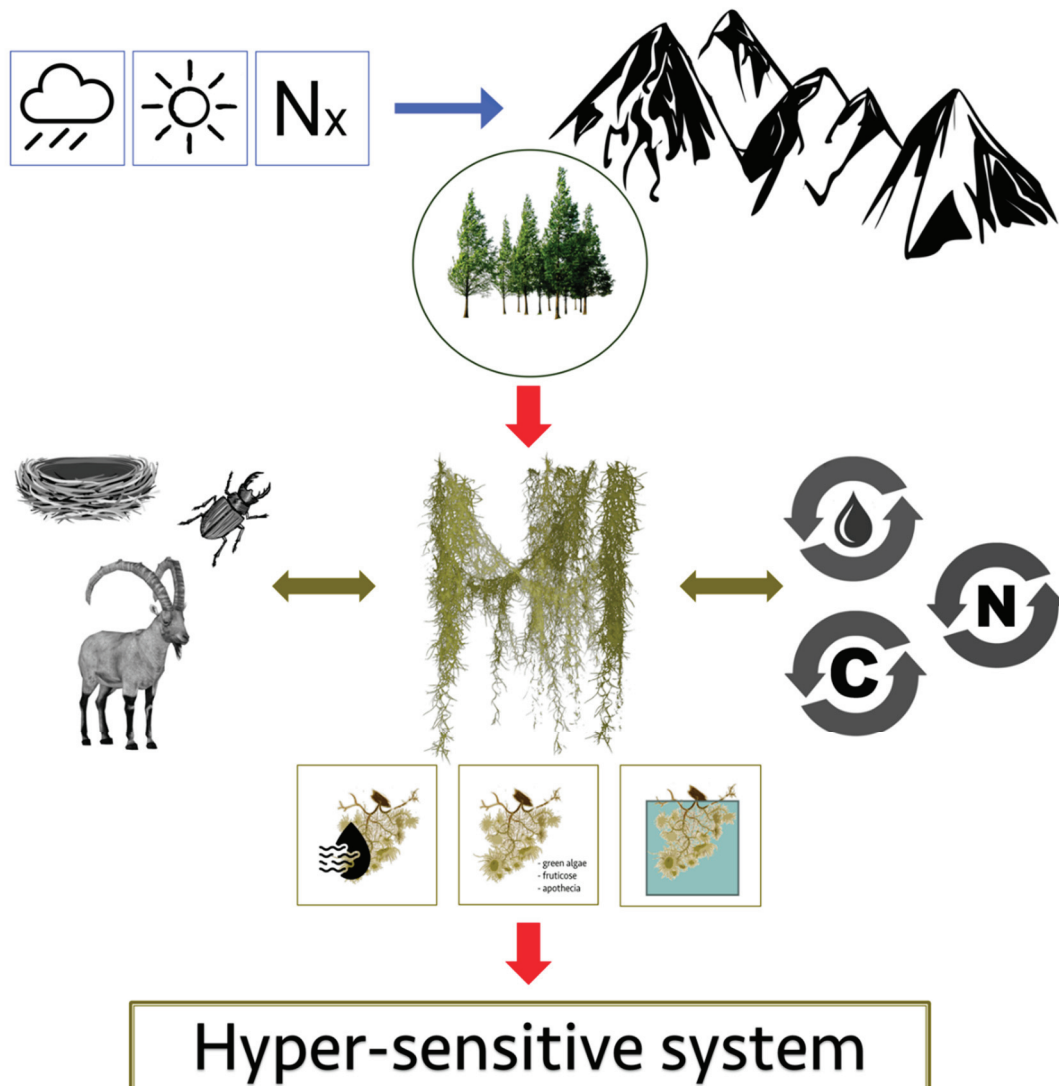 Nx
N
C
- green algae
- fruticose
- apothecia
Hyper-sensitive system